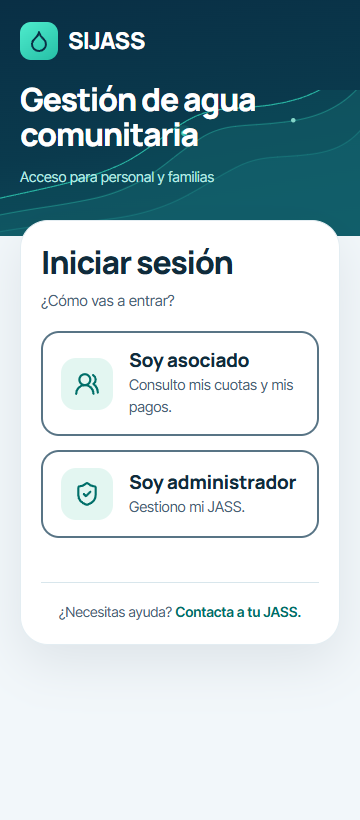 SIJASS
Gestión de agua
comunitaria
Acceso para personal y familias
Iniciar sesión
¿Cómo vas a entrar?
Soy asociado
Consulto mis cuotas y mis
pagos.
Soy administrador
Gestiono mi JASS.
¿Necesitas ayuda? Contacta a tu JASS.